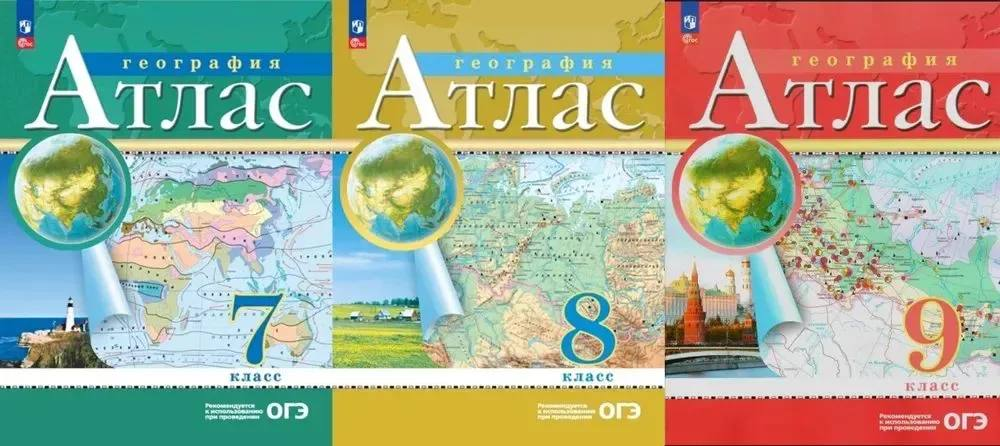 география
Атлас
7
класс
Рекомендуется
к использованию
при проведении
ОГЭ
география
Атлас
8
класс
Рекомендуется
к использованию
при проведении
ОГЭ
география
Атлас
9
класс
Рекомендуется
к использованию
при проведении
ОГЭ